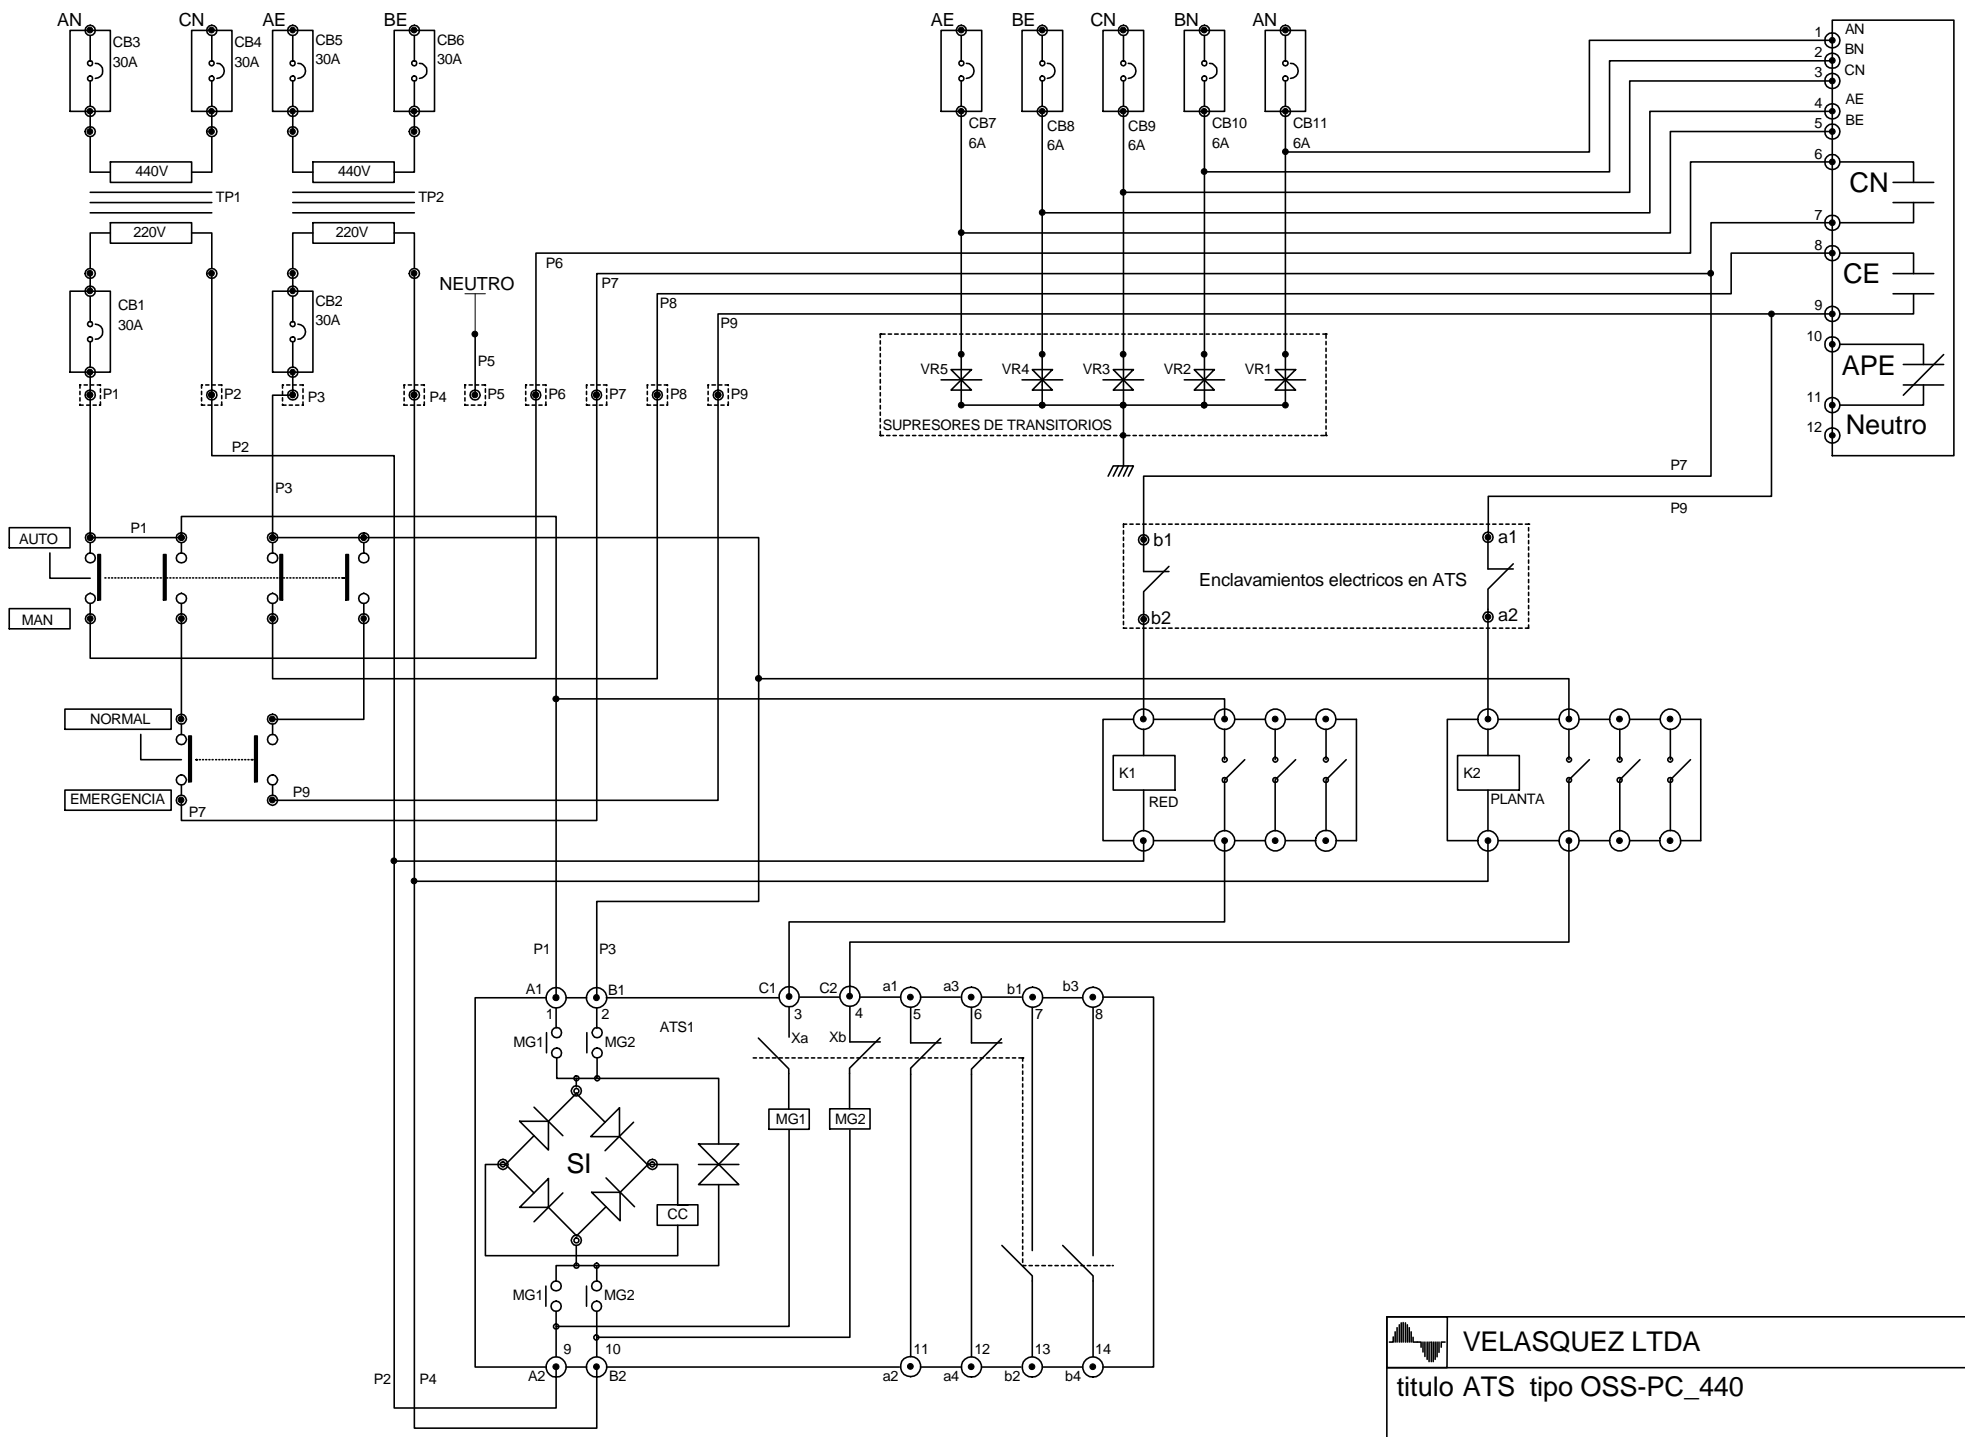 AN CN AE BE
CB3 CB4 CB5 CB6
30A 30A 30A 30A
440V 440V
TP1 TP2
220V 220V
CB1 CB2
30A 30A
NEUTRO
P5
P1 P2 P3 P4 P5 P6 P7 P8 P9
P6
P7
P8
P9
AE BE CN BN AN
CB7 CB8 CB9 CB10 CB11
6A 6A 6A 6A 6A
VR5 VR4 VR3 VR2 VR1
SUPRESORES DE TRANSITORIOS
1 AN
2 BN
3 CN
4 AE
5 BE
6
CN
7
8
CE
9
10
APE
11
12 Neutro
P2
P3
P1
AUTO
MAN
NORMAL
EMERGENCIA
P9
P7
P7
P9
b1 a1
Enclavamientos electricos en ATS
b2 a2
K1
RED
K2
PLANTA
P1 P3
A1 B1 C1 C2 a1 a3 b1 b3
1 2 3 4 5 6 7 8
ATS1
MG1 MG2 Xa Xb
MG1 MG2
SI
CC
MG1 MG2
9 10 11 12 13 14
A2 B2 a2 a4 b2 b4
P2 P4
VELASQUEZ LTDA
titulo ATS tipo OSS-PC_440